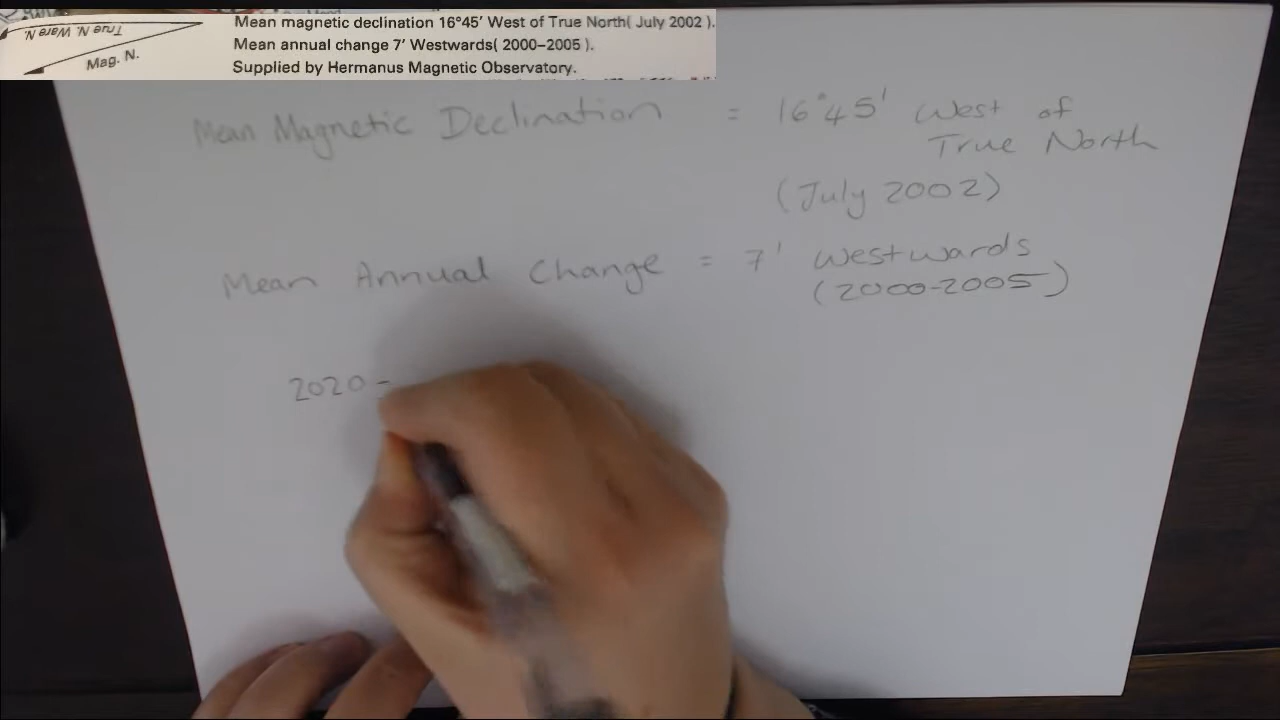 True N. Ware N.
Mag. N.
Mean magnetic declination 16°45′ West of True North( July 2002 ).
Mean annual change 7′ Westwards( 2000–2005 ).
Supplied by Hermanus Magnetic Observatory.
Mean Magnetic Declination = 16°45' West of
True North
(July 2002)
Mean Annual Change = 7' Westwards
(2000-2005)
2020 -